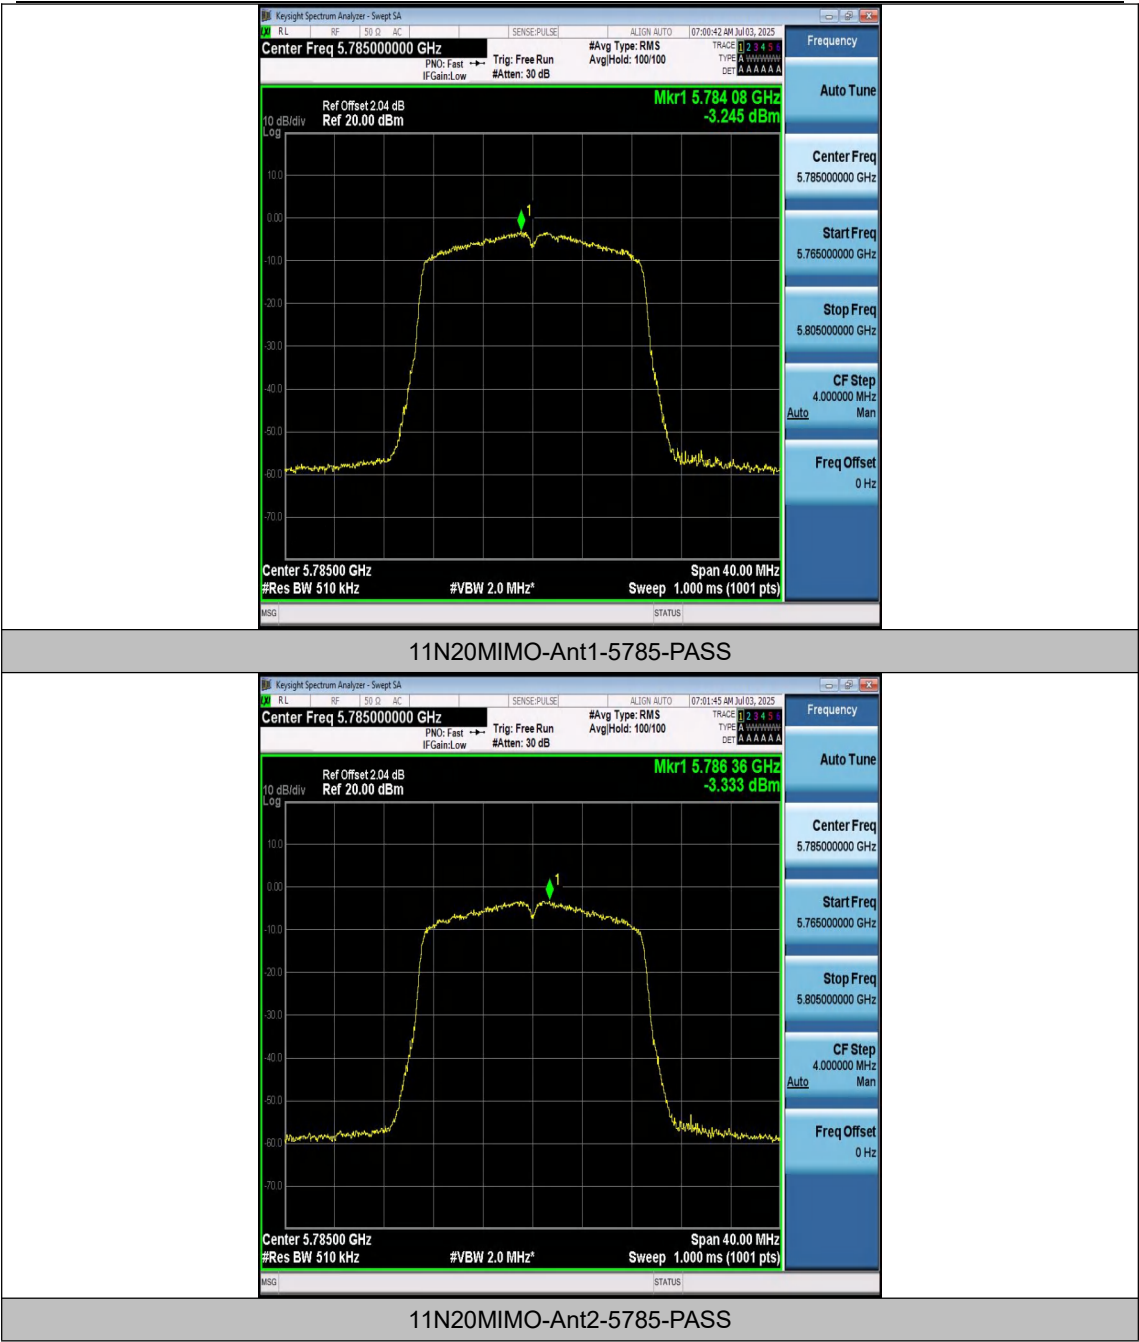 Keysight Spectrum Analyzer - Swept SA
RL RF 50 Ω AC SENSE:PULSE ALIGN AUTO 07:00:42 AM Jul 03, 2025
Center Freq 5.785000000 GHz
#Avg Type: RMS
TRACE 1 2 3 4 5 6
PNO: Fast
Trig: Free Run
Avg|Hold: 100/100
TYPE A WWWWW
IFGain:Low
#Atten: 30 dB
DET A A A A A A
Mkr1 5.784 08 GHz
-3.245 dBm
Ref Offset 2.04 dB
10 dB/div Ref 20.00 dBm
Log
10.0
0.00
-10.0
-20.0
-30.0
-40.0
-50.0
-60.0
-70.0
1
Center 5.78500 GHz Span 40.00 MHz
#Res BW 510 kHz #VBW 2.0 MHz* Sweep 1.000 ms (1001 pts)
MSG STATUS
Frequency
Auto Tune
Center Freq
5.785000000 GHz
Start Freq
5.765000000 GHz
Stop Freq
5.805000000 GHz
CF Step
4.000000 MHz
Auto Man
Freq Offset
0 Hz
11N20MIMO-Ant1-5785-PASS
Keysight Spectrum Analyzer - Swept SA
RL RF 50 Ω AC SENSE:PULSE ALIGN AUTO 07:01:45 AM Jul 03, 2025
Center Freq 5.785000000 GHz
#Avg Type: RMS
TRACE 1 2 3 4 5 6
PNO: Fast
Trig: Free Run
Avg|Hold: 100/100
TYPE A WWWWW
IFGain:Low
#Atten: 30 dB
DET A A A A A A
Mkr1 5.786 36 GHz
-3.333 dBm
Ref Offset 2.04 dB
10 dB/div Ref 20.00 dBm
Log
10.0
0.00
-10.0
-20.0
-30.0
-40.0
-50.0
-60.0
-70.0
1
Center 5.78500 GHz Span 40.00 MHz
#Res BW 510 kHz #VBW 2.0 MHz* Sweep 1.000 ms (1001 pts)
MSG STATUS
Frequency
Auto Tune
Center Freq
5.785000000 GHz
Start Freq
5.765000000 GHz
Stop Freq
5.805000000 GHz
CF Step
4.000000 MHz
Auto Man
Freq Offset
0 Hz
11N20MIMO-Ant2-5785-PASS